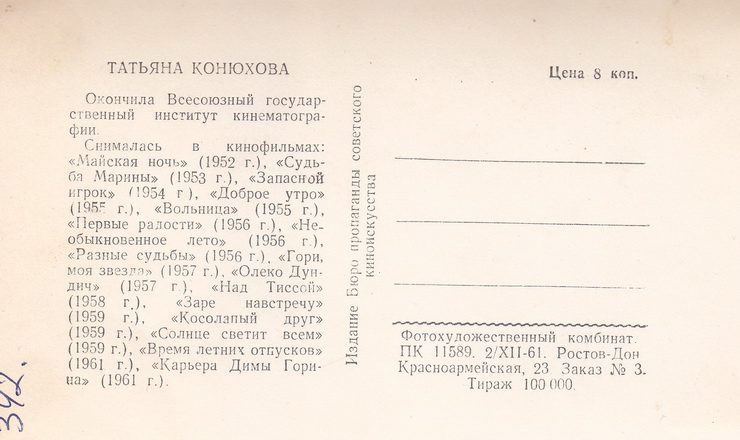 ТАТЬЯНА КОНЮХОВА
Окончила Всесоюзный государ-
ственный институт кинематогра-
фии.
Снималась в кинофильмах:
«Майская ночь» (1952 г.), «Судь-
ба Марины» (1953 г.), «Запасной
игрок» (1954 г ), «Доброе утро»
(1955 г.), «Вольница» (1955 г.),
«Первые радости» (1956 г.), «Не-
обыкновенное лето» (1956 г.),
«Разные судьбы» (1956 г.), «Гори,
моя звезда» (1957 г.), «Олеко Дун-
дич» (1957 г.), «Над Тиссой»
(1958 г.), «Заре навстречу»
(1959 г.), «Косолапый друг»
(1959 г.), «Солнце светит всем»
(1959 г.), «Время летних отпусков»
(1961 г.), «Карьера Димы Гори-
на» (1961 г.).
342.
Издание Бюро пропаганды советского
киноискусства
Цена 8 коп.
Фотохудожественный комбинат.
ПК 11589. 2/XII-61. Ростов-Дон
Красноармейская, 23 Заказ № 3.
Тираж 100 000.